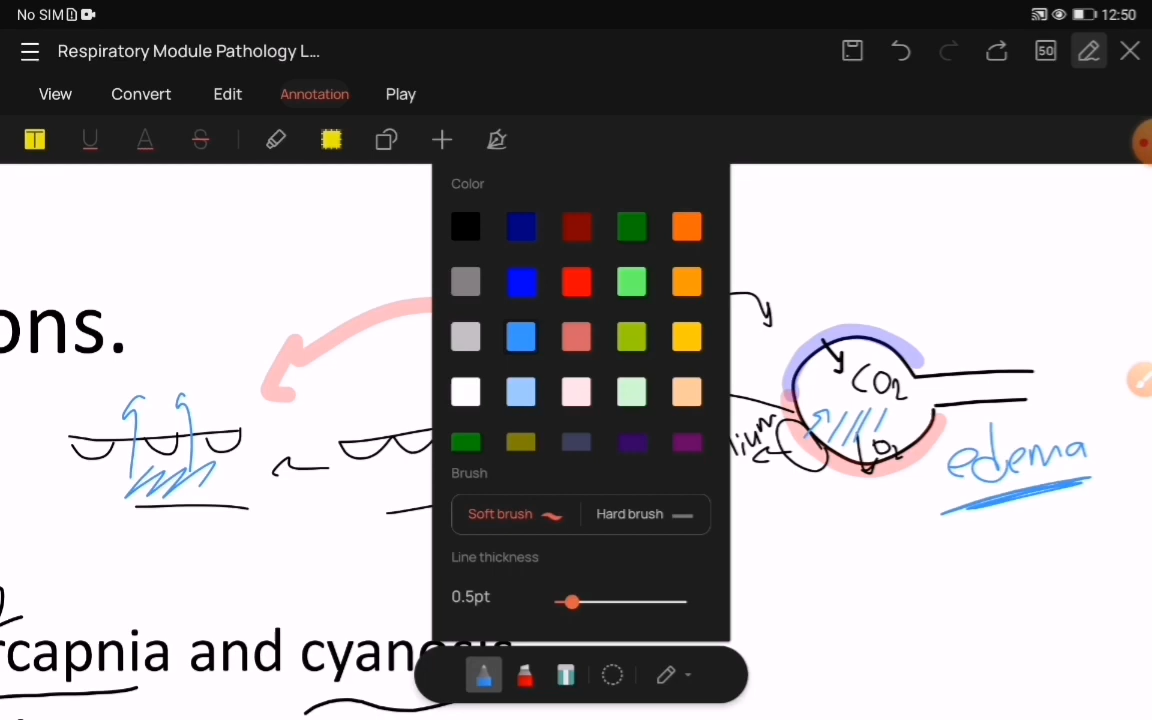 No SIM 12:50
Respiratory Module Pathology L... 50
View Convert Edit Annotation Play
T U A S
Color
ons.
CO2
O2
edema
Brush
Soft brush Hard brush
Line thickness
0.5pt
rcapnia and cyanosis